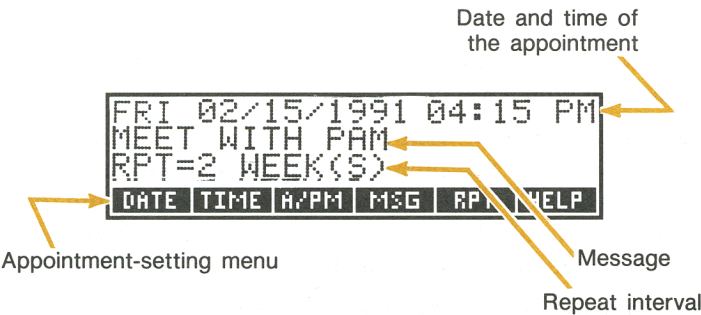 Date and time of
the appointment
FRI 02/15/1991 04:15 PM
MEET WITH PAM
RPT=2 WEEK(S)
DATE TIME A/PM MSG RPT HELP
Appointment-setting menu
Message
Repeat interval